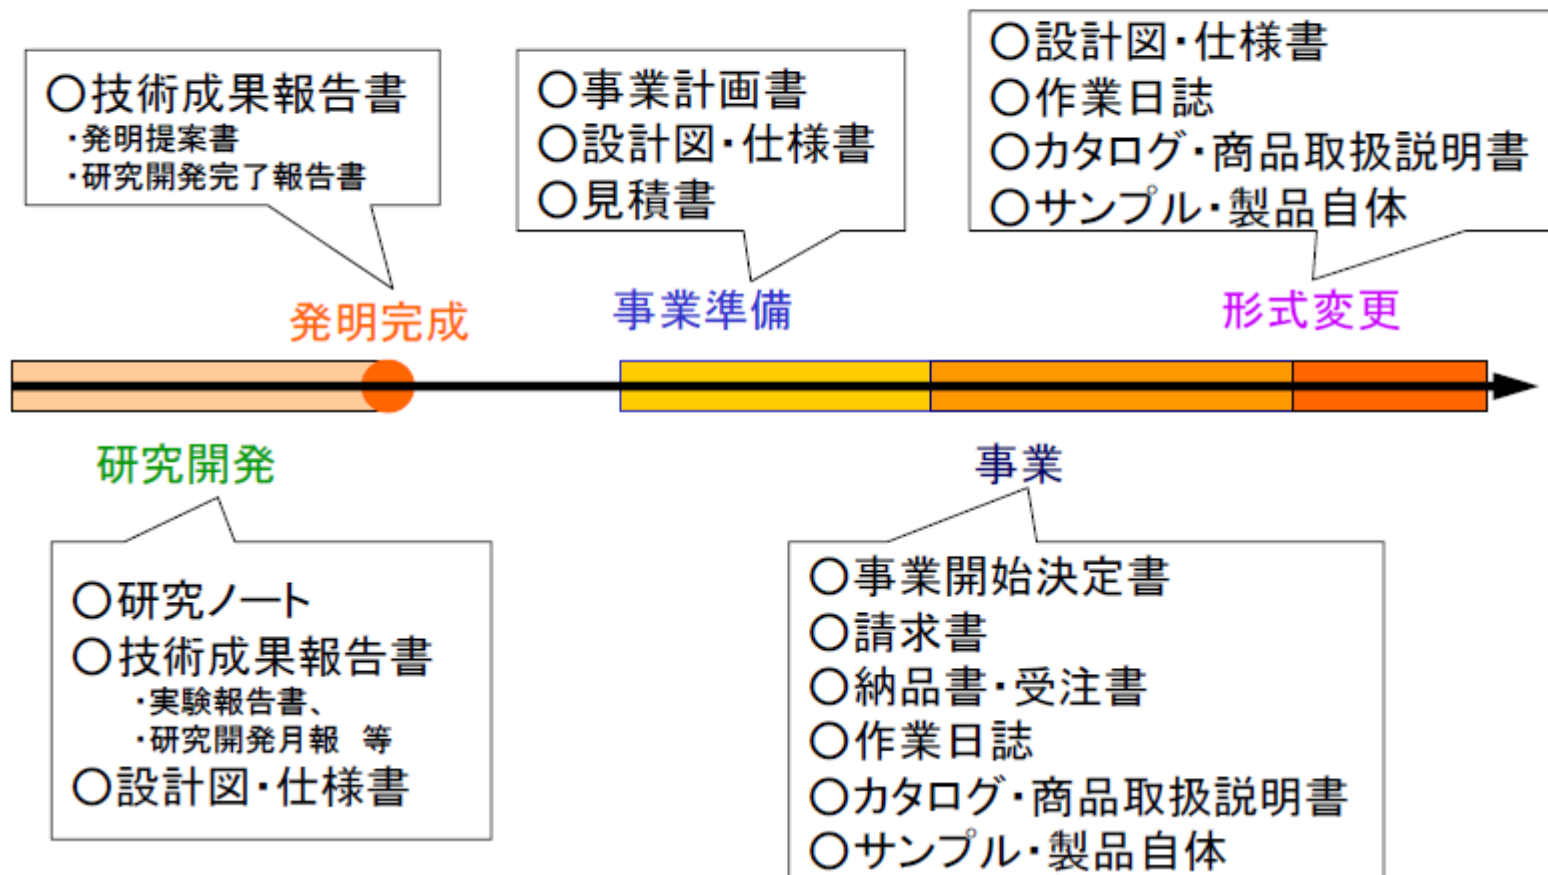 ○技術成果報告書
・発明提案書
・研究開発完了報告書
○事業計画書
○設計図・仕様書
○見積書
○設計図・仕様書
○作業日誌
○カタログ・商品取扱説明書
○サンプル・製品自体
発明完成
事業準備
形式変更
研究開発
事業
○研究ノート
○技術成果報告書
・実験報告書、
・研究開発月報　等
○設計図・仕様書
○事業開始決定書
○請求書
○納品書・受注書
○作業日誌
○カタログ・商品取扱説明書
○サンプル・製品自体